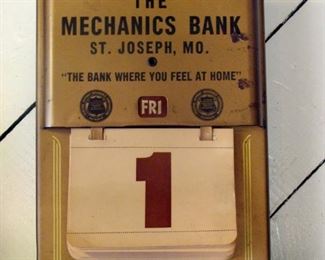 THE
MECHANICS BANK
ST. JOSEPH, MO.
"THE BANK WHERE YOU FEEL AT HOME"
FRI
1